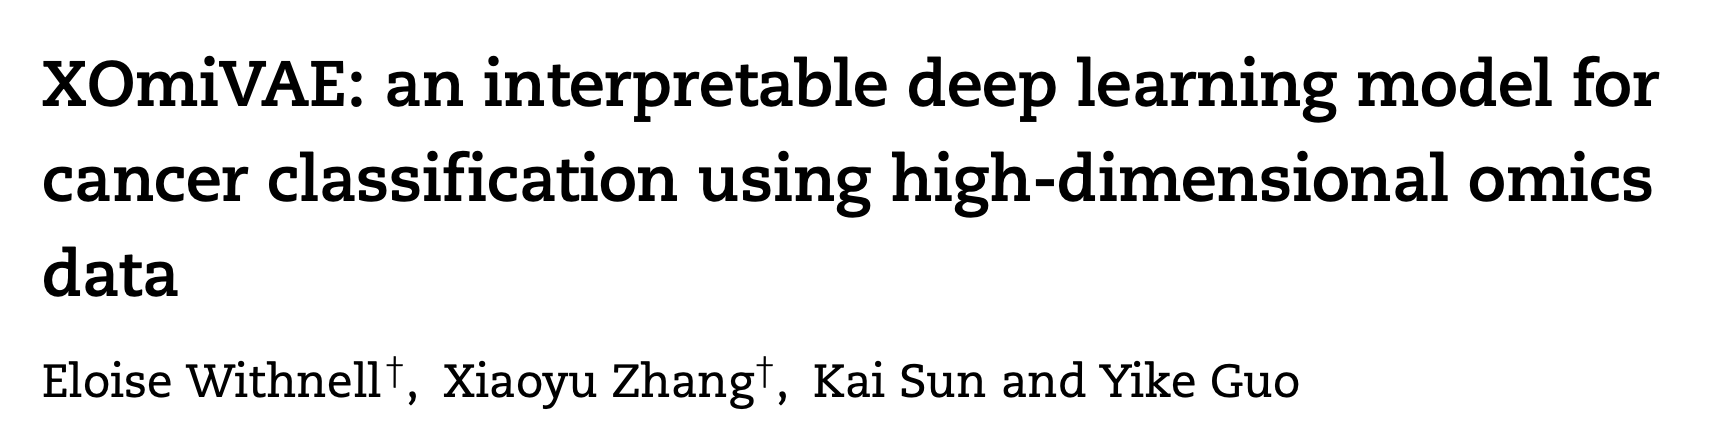 XOmiVAE: an interpretable deep learning model for
cancer classification using high-dimensional omics
data
Eloise Withnell†, Xiaoyu Zhang†, Kai Sun and Yike Guo